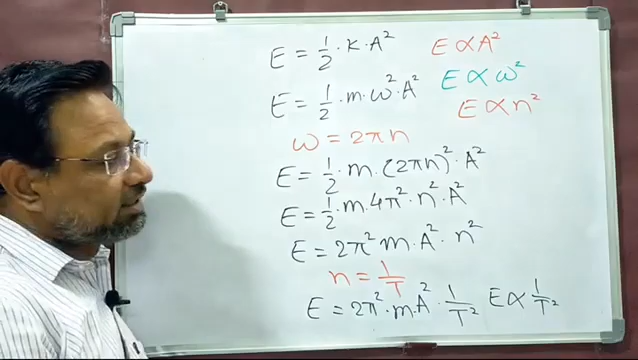 E = 1/2 · K · A² E ∝ A²
E = 1/2 · m · ω² · A² E ∝ ω²
ω = 2πn E ∝ n²
E = 1/2 · m · (2πn)² · A²
E = 1/2 · m · 4π² · n² · A²
E = 2π² m · A² · n²
n = 1/T
E = 2π² · m · A² · 1/T² E ∝ 1/T²